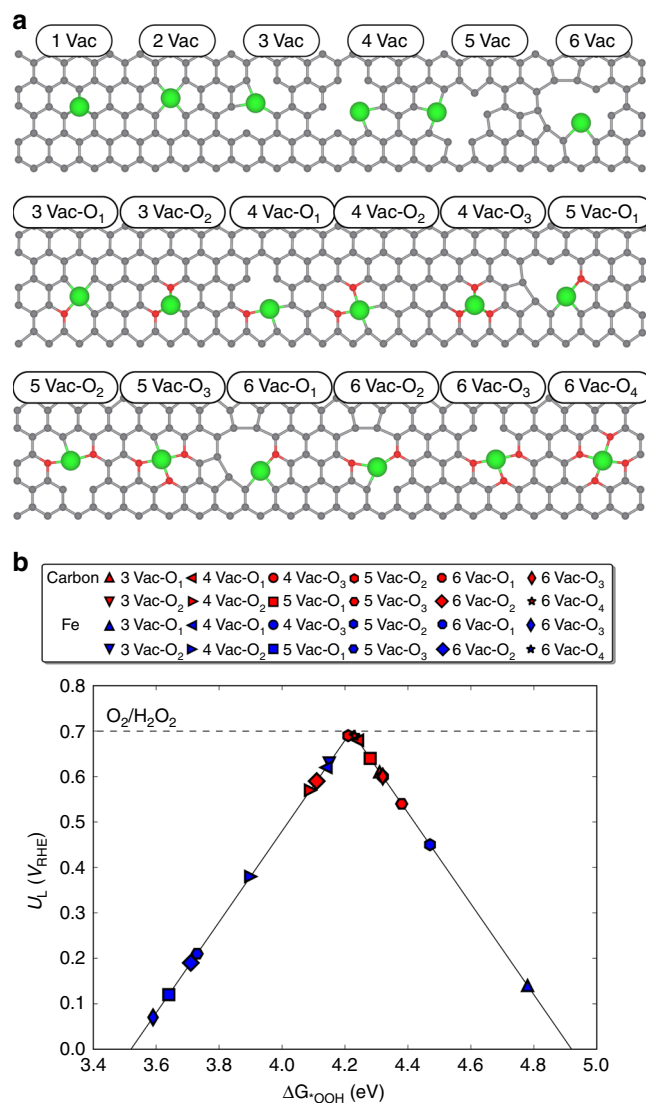 a
1 Vac 2 Vac 3 Vac 4 Vac 5 Vac 6 Vac
3 Vac-O₁ 3 Vac-O₂ 4 Vac-O₁ 4 Vac-O₂ 4 Vac-O₃ 5 Vac-O₁
5 Vac-O₂ 5 Vac-O₃ 6 Vac-O₁ 6 Vac-O₂ 6 Vac-O₃ 6 Vac-O₄
b
Carbon 3 Vac-O₁ 4 Vac-O₁ 4 Vac-O₃ 5 Vac-O₂ 6 Vac-O₁ 6 Vac-O₃
3 Vac-O₂ 4 Vac-O₂ 5 Vac-O₁ 5 Vac-O₃ 6 Vac-O₂ 6 Vac-O₄
Fe 3 Vac-O₁ 4 Vac-O₁ 4 Vac-O₃ 5 Vac-O₂ 6 Vac-O₁ 6 Vac-O₃
3 Vac-O₂ 4 Vac-O₂ 5 Vac-O₁ 5 Vac-O₃ 6 Vac-O₂ 6 Vac-O₄
0.8
O₂/H₂O₂
0.7
0.6
0.5
0.4
0.3
0.2
0.1
0.0
U_L (V_RHE)
3.4 3.6 3.8 4.0 4.2 4.4 4.6 4.8 5.0
ΔG*OOH (eV)